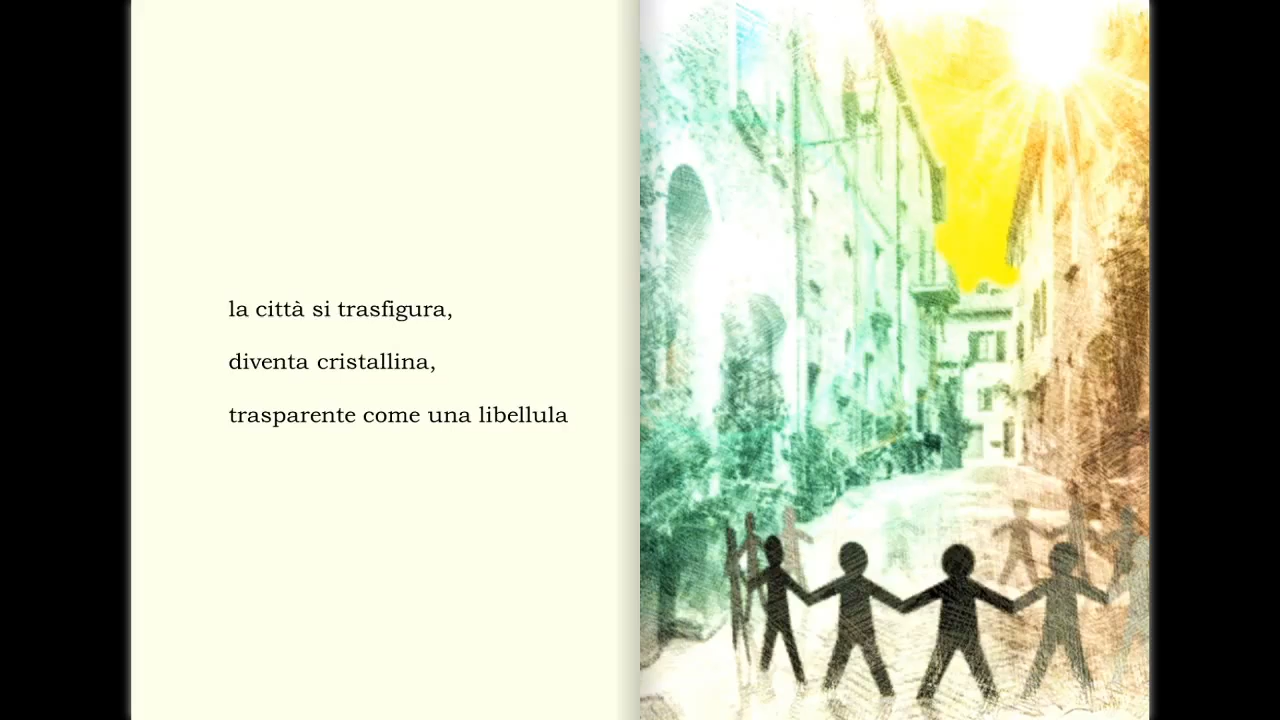 la città si trasfigura,
diventa cristallina,
trasparente come una libellula